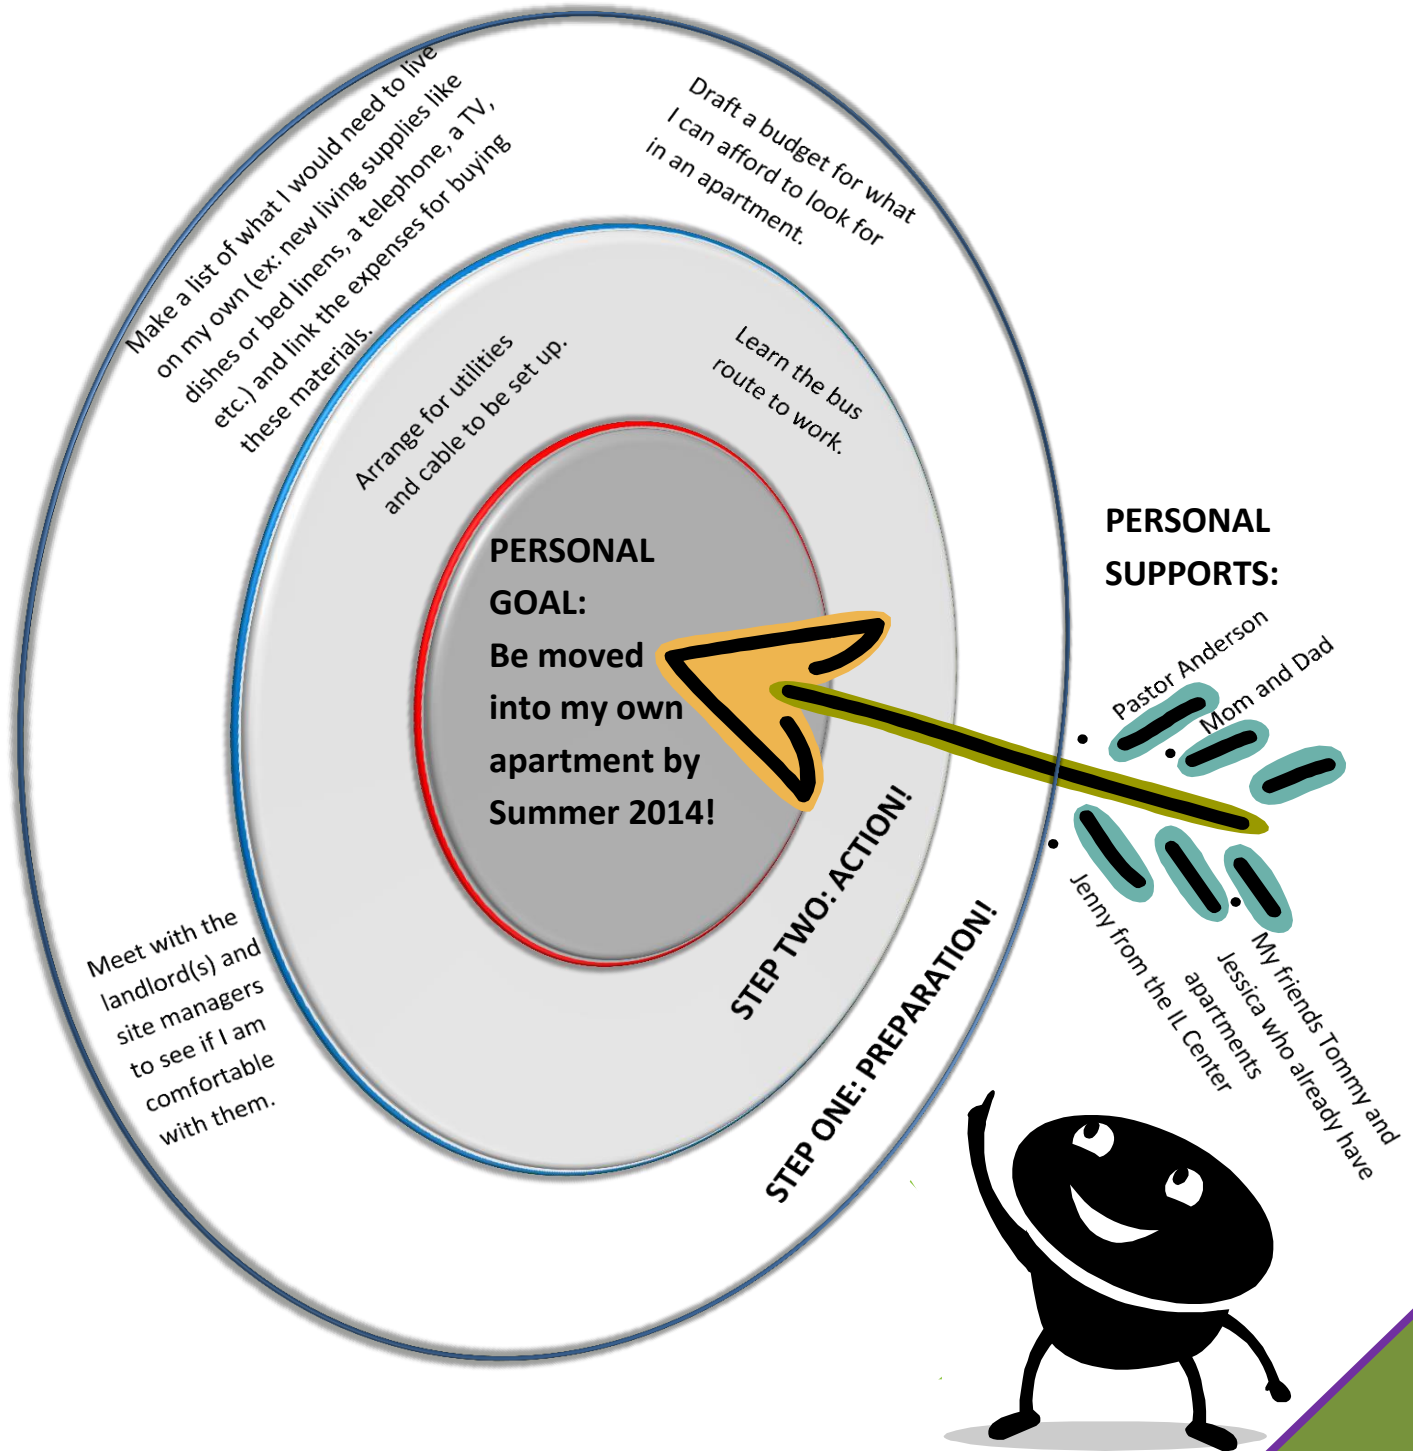 Make a list of what I would need to live
on my own (ex: new living supplies like
dishes or bed linens, a telephone, a TV,
etc.) and link the expenses for buying
these materials.
Draft a budget for what
I can afford to look for
in an apartment.
Arrange for utilities
and cable to be set up.
Learn the bus
route to work.
PERSONAL
GOAL:
Be moved
into my own
apartment by
Summer 2014!
PERSONAL
SUPPORTS:
• Pastor Anderson
• Mom and Dad
• Jenny from the IL Center
• My friends Tommy and
Jessica who already have
apartments
STEP TWO: ACTION!
STEP ONE: PREPARATION!
Meet with the
landlord(s) and
site managers
to see if I am
comfortable
with them.